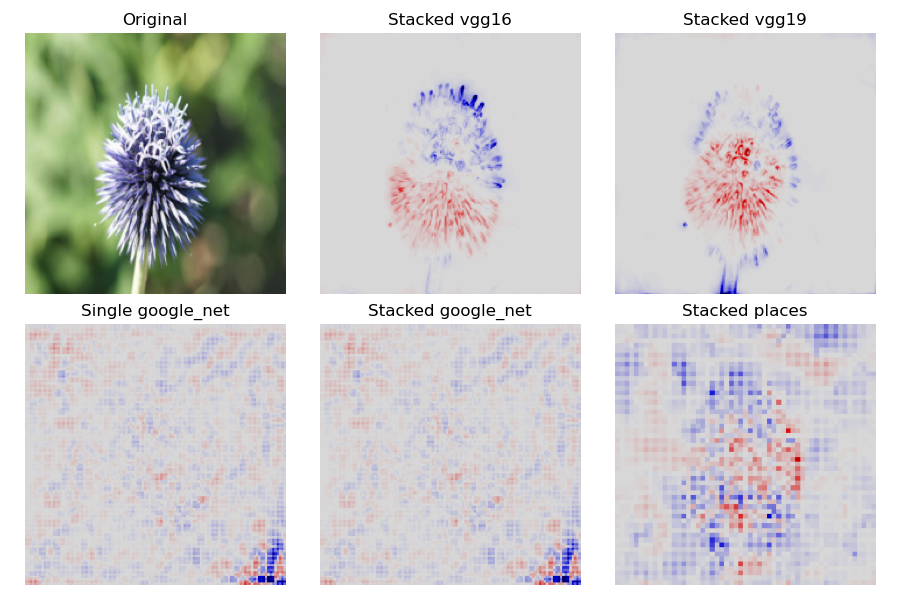 Original
Stacked vgg16
Stacked vgg19
Single google_net
Stacked google_net
Stacked places